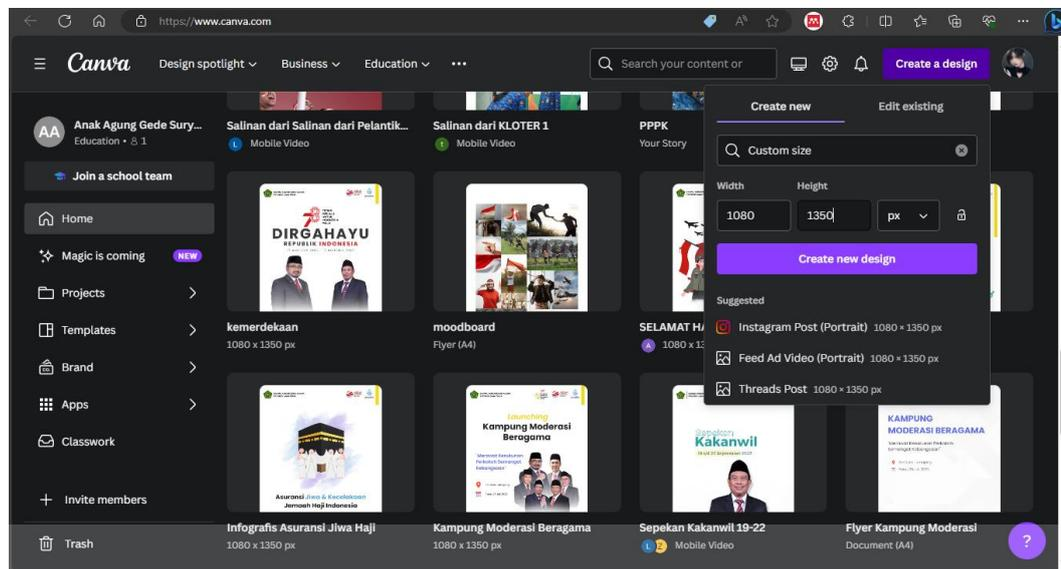 https://www.canva.com
Canva
Design spotlight
Business
Education
Search your content or
Create a design
AA
Anak Agung Gede Sury...
Education • 1
Join a school team
Home
Magic is coming
NEW
Projects
Templates
Brand
Apps
Classwork
Invite members
Trash
Salinan dari Salinan dari Pelantik...
L Mobile Video
Salinan dari KLOTER 1
t Mobile Video
PPPK
Your Story
Create new
Edit existing
Custom size
Width
Height
1080
1350
px
Create new design
Suggested
Instagram Post (Portrait) 1080 × 1350 px
Feed Ad Video (Portrait) 1080 × 1350 px
Threads Post 1080 × 1350 px
DIRGAHAYU
REPUBLIK INDONESIA
kemerdekaan
1080 x 1350 px
moodboard
Flyer (A4)
SELAMAT HA
A 1080 x 13
Asuransi Jiwa & Kecelakaan
Jemaah Haji Indonesia
Infografis Asuransi Jiwa Haji
1080 x 1350 px
Launching
Kampung Moderasi
Beragama
Kampung Moderasi Beragama
1080 x 1350 px
Sepekan
Kakanwil
Sepekan Kakanwil 19-22
L Z Mobile Video
KAMPUNG
MODERASI BERAGAMA
Flyer Kampung Moderasi
Document (A4)
?